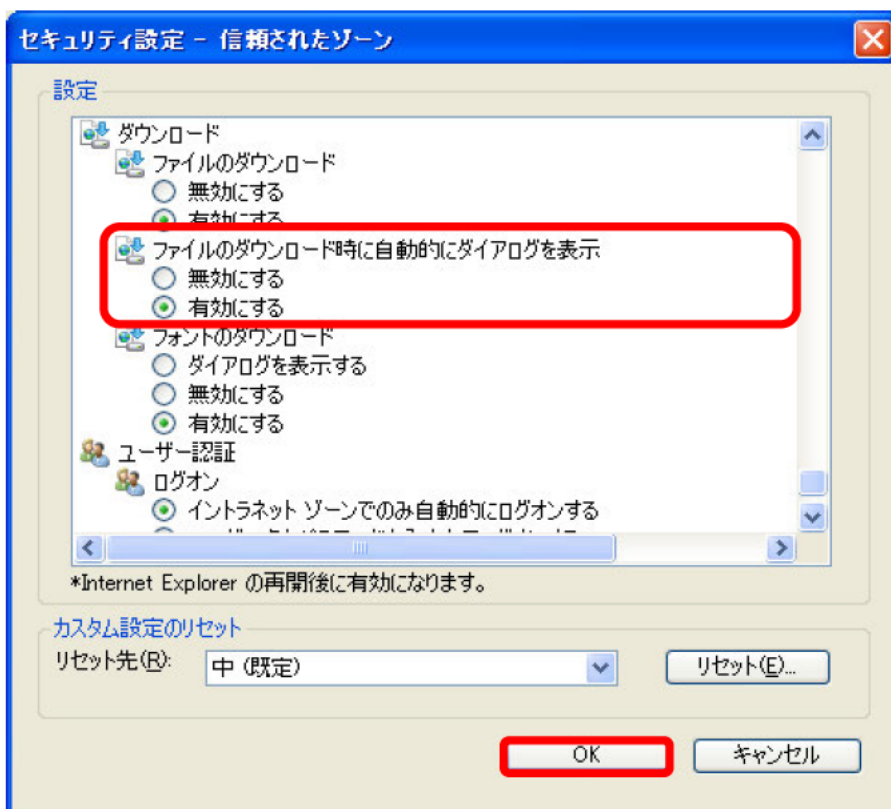 セキュリティ設定 - 信頼されたゾーン
設定
ダウンロード
ファイルのダウンロード
無効にする
有効にする
ファイルのダウンロード時に自動的にダイアログを表示
無効にする
有効にする
フォントのダウンロード
ダイアログを表示する
無効にする
有効にする
ユーザー認証
ログオン
イントラネット ゾーンでのみ自動的にログオンする
*Internet Explorer の再開後に有効になります。
カスタム設定のリセット
リセット先(R):
中 (既定)
リセット(E)...
OK
キャンセル